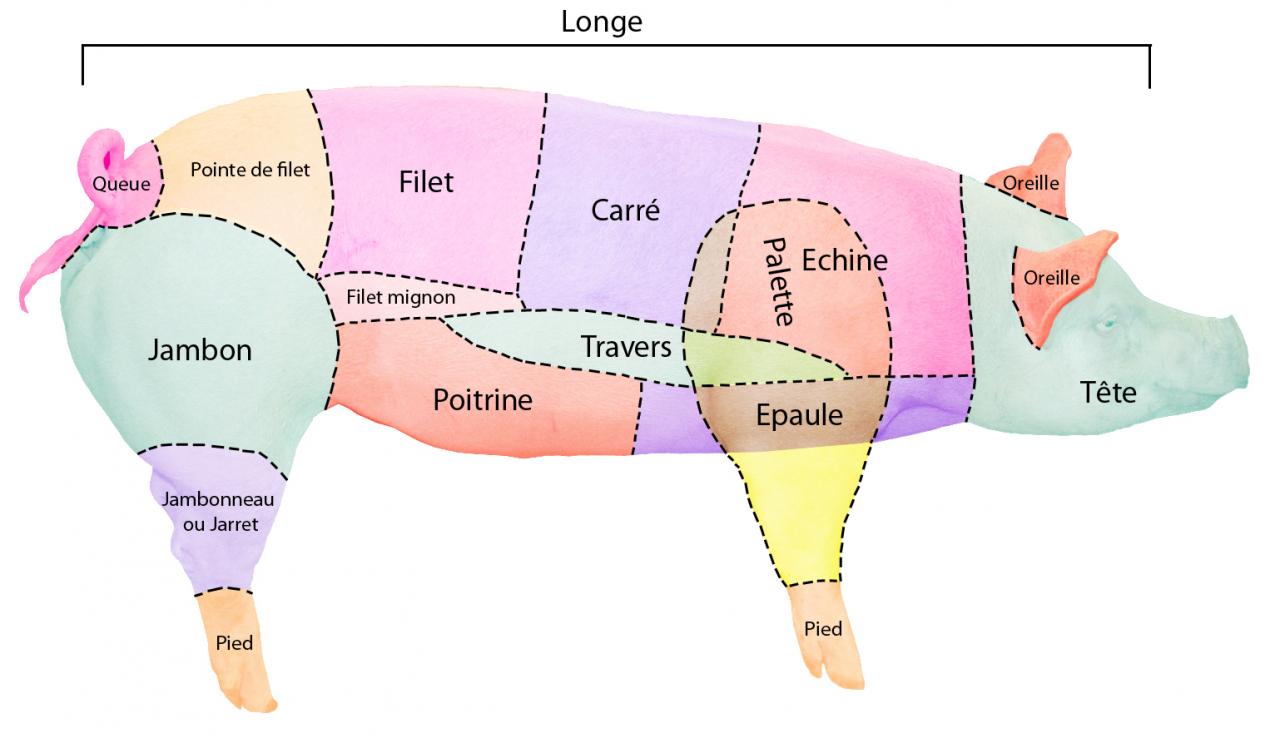 Longe
Queue
Pointe de filet
Filet
Carré
Oreille
Palette
Echine
Oreille
Filet mignon
Jambon
Travers
Poitrine
Epaule
Tête
Jambonneau
ou Jarret
Pied
Pied